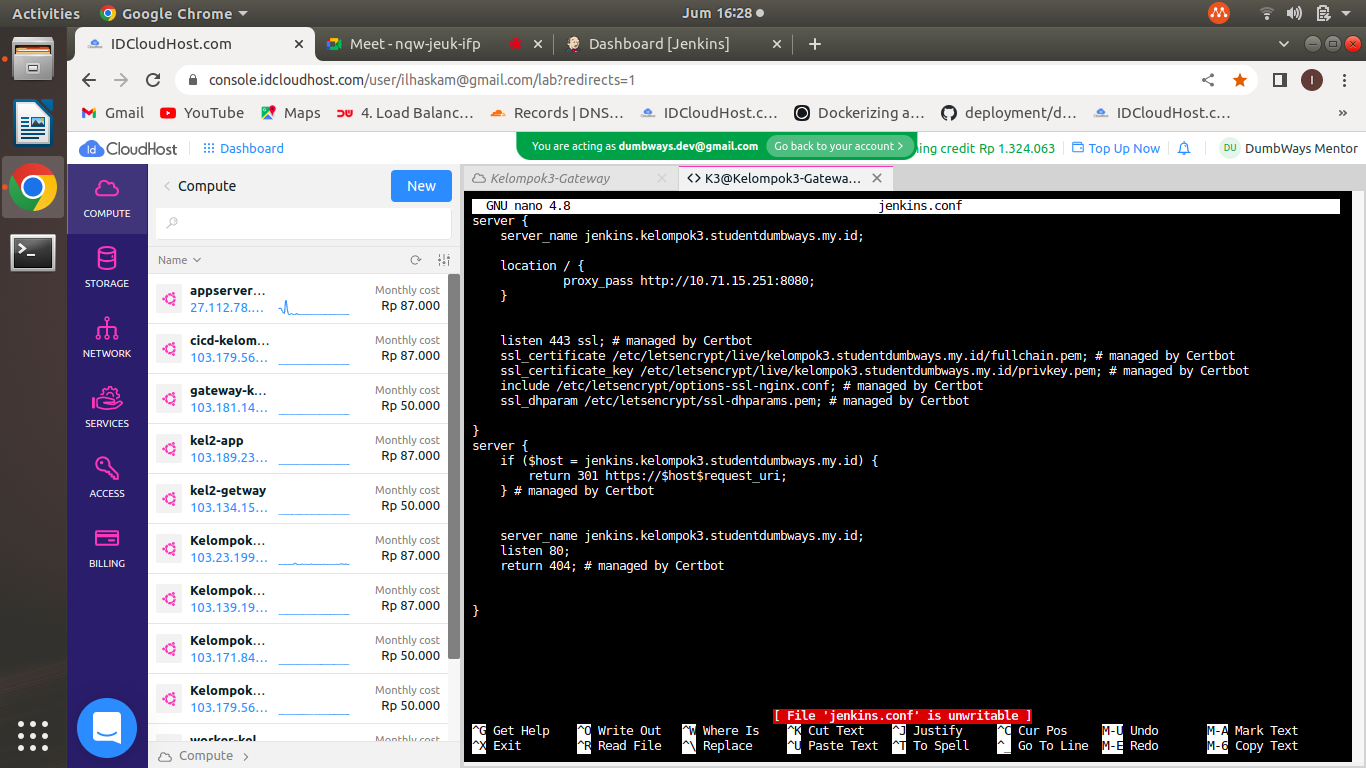 Activities Google Chrome Jum 16:28
IDCloudHost.com Meet - nqw-jeuk-ifp Dashboard [Jenkins]
console.idcloudhost.com/user/ilhaskam@gmail.com/lab?redirects=1 I
Gmail YouTube Maps 4. Load Balanc... Records | DNS... IDCloudHost.c... Dockerizing a... deployment/d... IDCloudHost.c... »
Id CloudHost Dashboard You are acting as dumbways.dev@gmail.com Go back to your account > ning credit Rp 1.324.063 Top Up Now DU DumbWays Mentor
COMPUTE
STORAGE
NETWORK
SERVICES
ACCESS
BILLING
Compute New
Name
appserver... Monthly cost
27.112.78.... Rp 87.000
cicd-kelom... Monthly cost
103.179.56... Rp 87.000
gateway-k... Monthly cost
103.181.14... Rp 50.000
kel2-app Monthly cost
103.189.23... Rp 87.000
kel2-getway Monthly cost
103.134.15... Rp 50.000
Kelompok... Monthly cost
103.23.199... Rp 87.000
Kelompok... Monthly cost
103.139.19... Rp 87.000
Kelompok... Monthly cost
103.171.84... Rp 50.000
Kelompok... Monthly cost
103.179.56... Rp 50.000
worker-kel Monthly cost
Compute >
Kelompok3-Gateway K3@Kelompok3-Gatewa...
GNU nano 4.8 jenkins.conf
server {
server_name jenkins.kelompok3.studentdumbways.my.id;
location / {
proxy_pass http://10.71.15.251:8080;
}
listen 443 ssl; # managed by Certbot
ssl_certificate /etc/letsencrypt/live/kelompok3.studentdumbways.my.id/fullchain.pem; # managed by Certbot
ssl_certificate_key /etc/letsencrypt/live/kelompok3.studentdumbways.my.id/privkey.pem; # managed by Certbot
include /etc/letsencrypt/options-ssl-nginx.conf; # managed by Certbot
ssl_dhparam /etc/letsencrypt/ssl-dhparams.pem; # managed by Certbot
}
server {
if ($host = jenkins.kelompok3.studentdumbways.my.id) {
return 301 https://$host$request_uri;
} # managed by Certbot
server_name jenkins.kelompok3.studentdumbways.my.id;
listen 80;
return 404; # managed by Certbot
}
[ File 'jenkins.conf' is unwritable ]
^G Get Help ^O Write Out ^W Where Is ^K Cut Text ^J Justify ^C Cur Pos M-U Undo M-A Mark Text
^X Exit ^R Read File ^\ Replace ^U Paste Text ^T To Spell ^_ Go To Line M-E Redo M-6 Copy Text